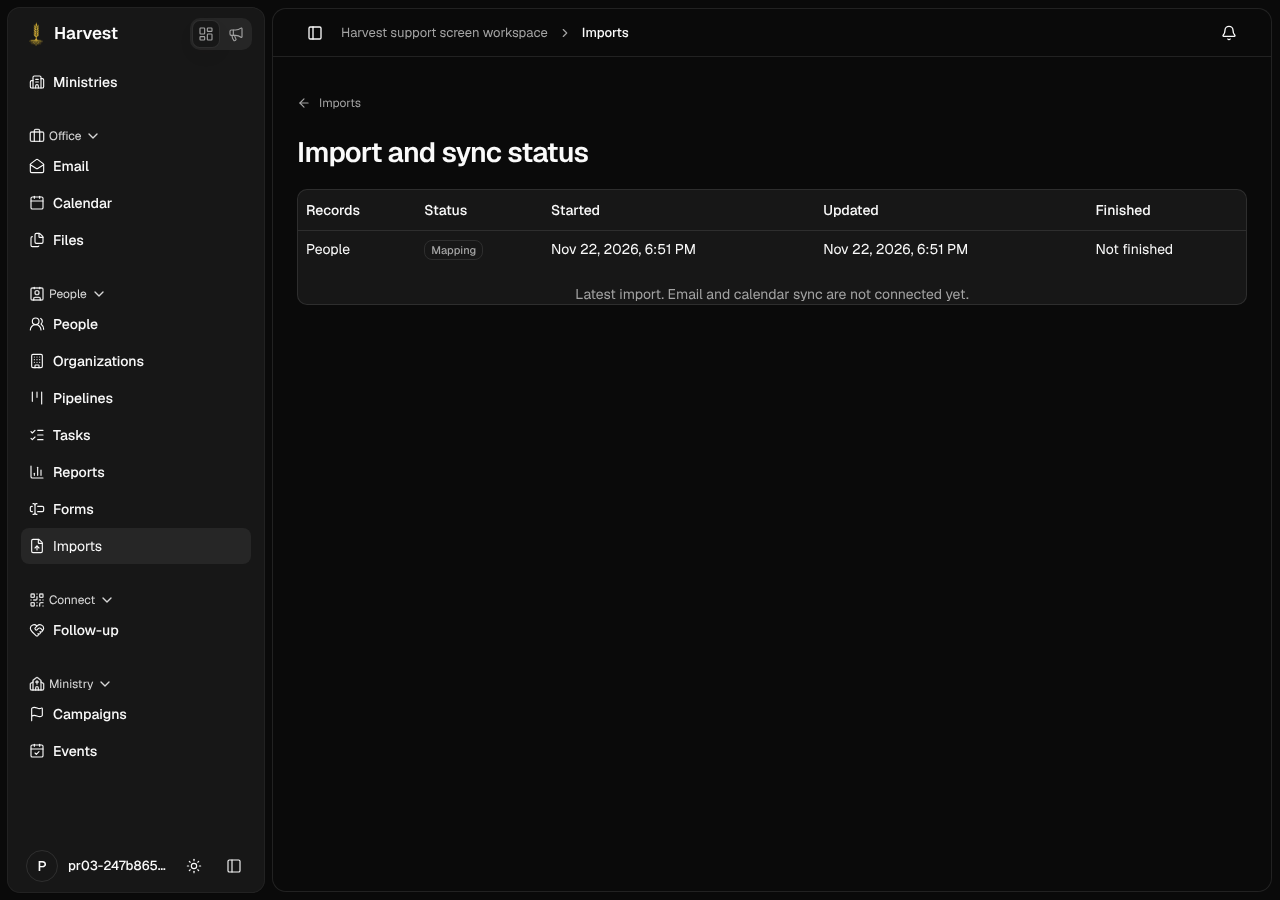 Harvest
Ministries
Office
Email
Calendar
Files
People
People
Organizations
Pipelines
Tasks
Reports
Forms
Imports
Connect
Follow-up
Ministry
Campaigns
Events
P pr03-247b865...
Harvest support screen workspace > Imports
Imports
Import and sync status
Records Status Started Updated Finished
People Mapping Nov 22, 2026, 6:51 PM Nov 22, 2026, 6:51 PM Not finished
Latest import. Email and calendar sync are not connected yet.